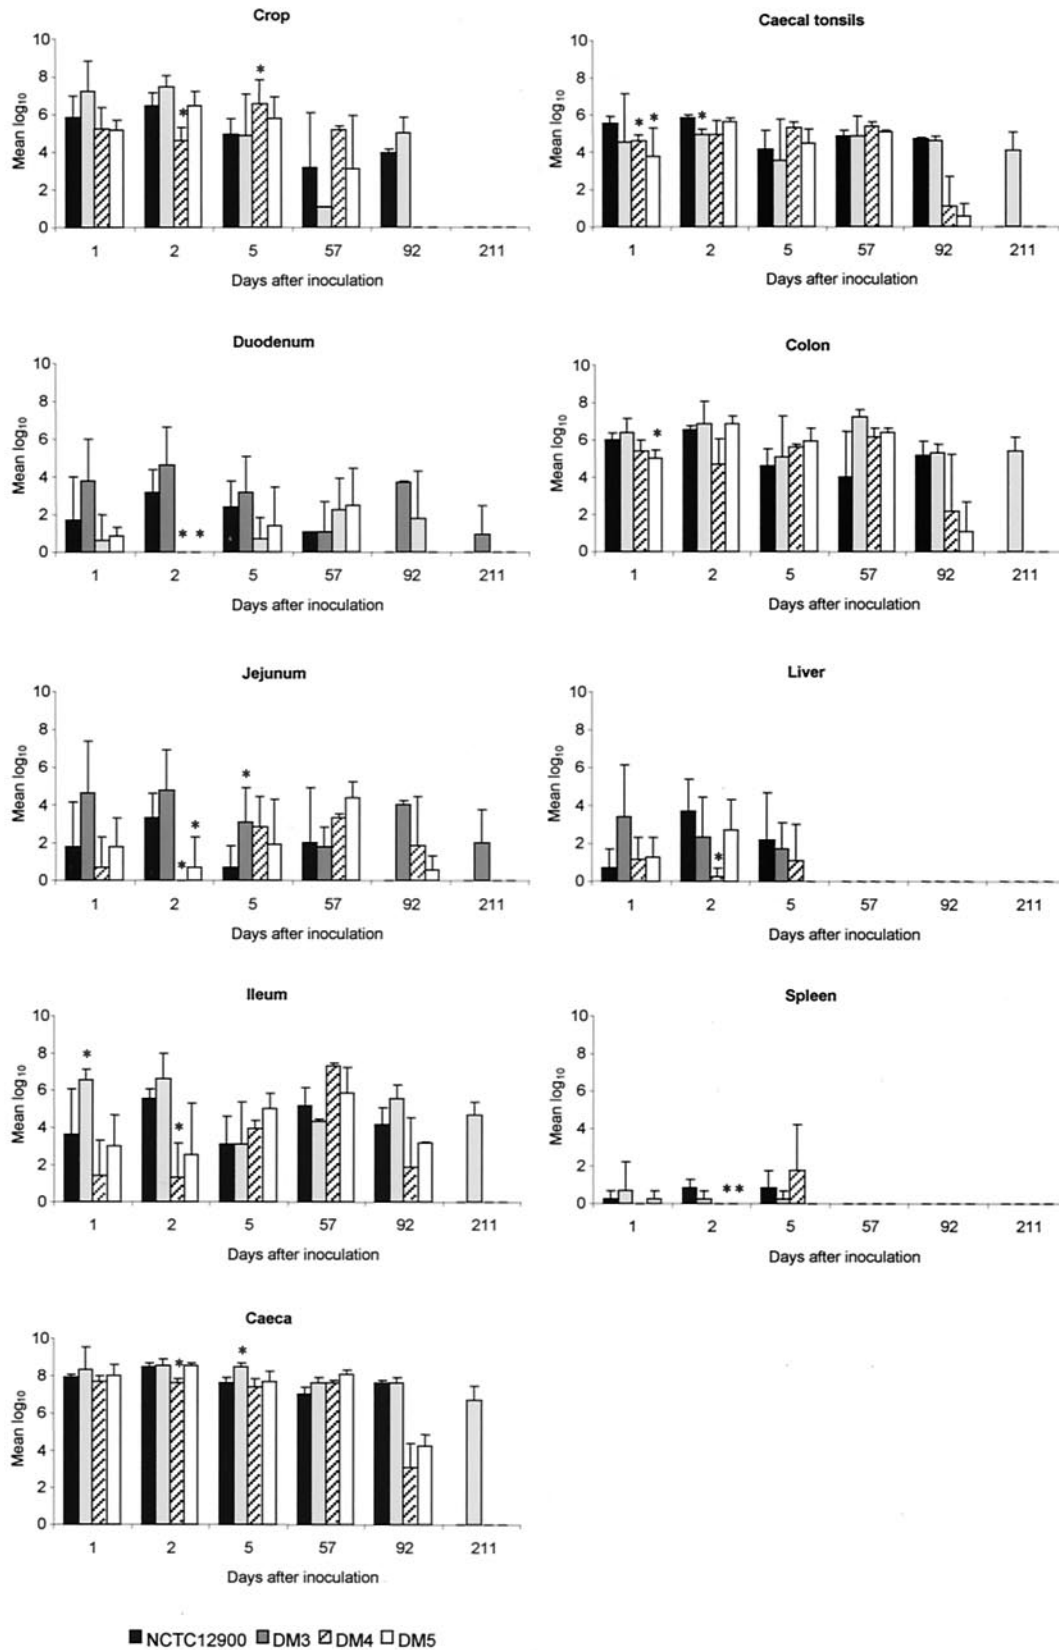 Crop
10
8
6
4
2
0
Mean log10
* *
1 2 5 57 92 211
Days after inoculation
Caecal tonsils
10
8
6
4
2
0
Mean log10
* * *
1 2 5 57 92 211
Days after inoculation
Duodenum
10
8
6
4
2
0
Mean log10
* *
1 2 5 57 92 211
Days after inoculation
Colon
10
8
6
4
2
0
Mean log10
*
1 2 5 57 92 211
Days after inoculation
Jejunum
10
8
6
4
2
0
Mean log10
* * *
1 2 5 57 92 211
Days after inoculation
Liver
10
8
6
4
2
0
Mean log10
*
1 2 5 57 92 211
Days after inoculation
Ileum
10
8
6
4
2
0
Mean log10
* *
1 2 5 57 92 211
Days after inoculation
Spleen
10
8
6
4
2
0
Mean log10
* *
1 2 5 57 92 211
Days after inoculation
Caeca
10
8
6
4
2
0
Mean log10
* *
1 2 5 57 92 211
Days after inoculation
NCTC12900 DM3 DM4 DM5